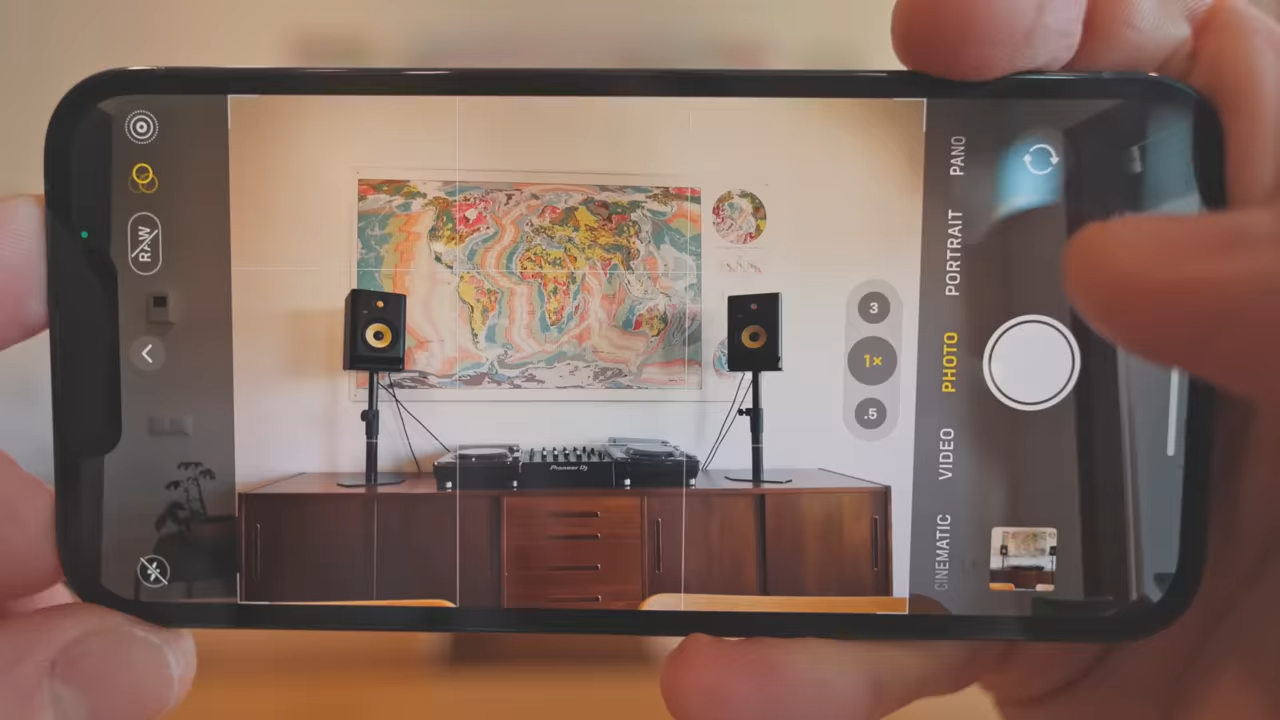 RAW
3
1×
.5
PANO
PORTRAIT
PHOTO
VIDEO
CINEMATIC
Pioneer Dj